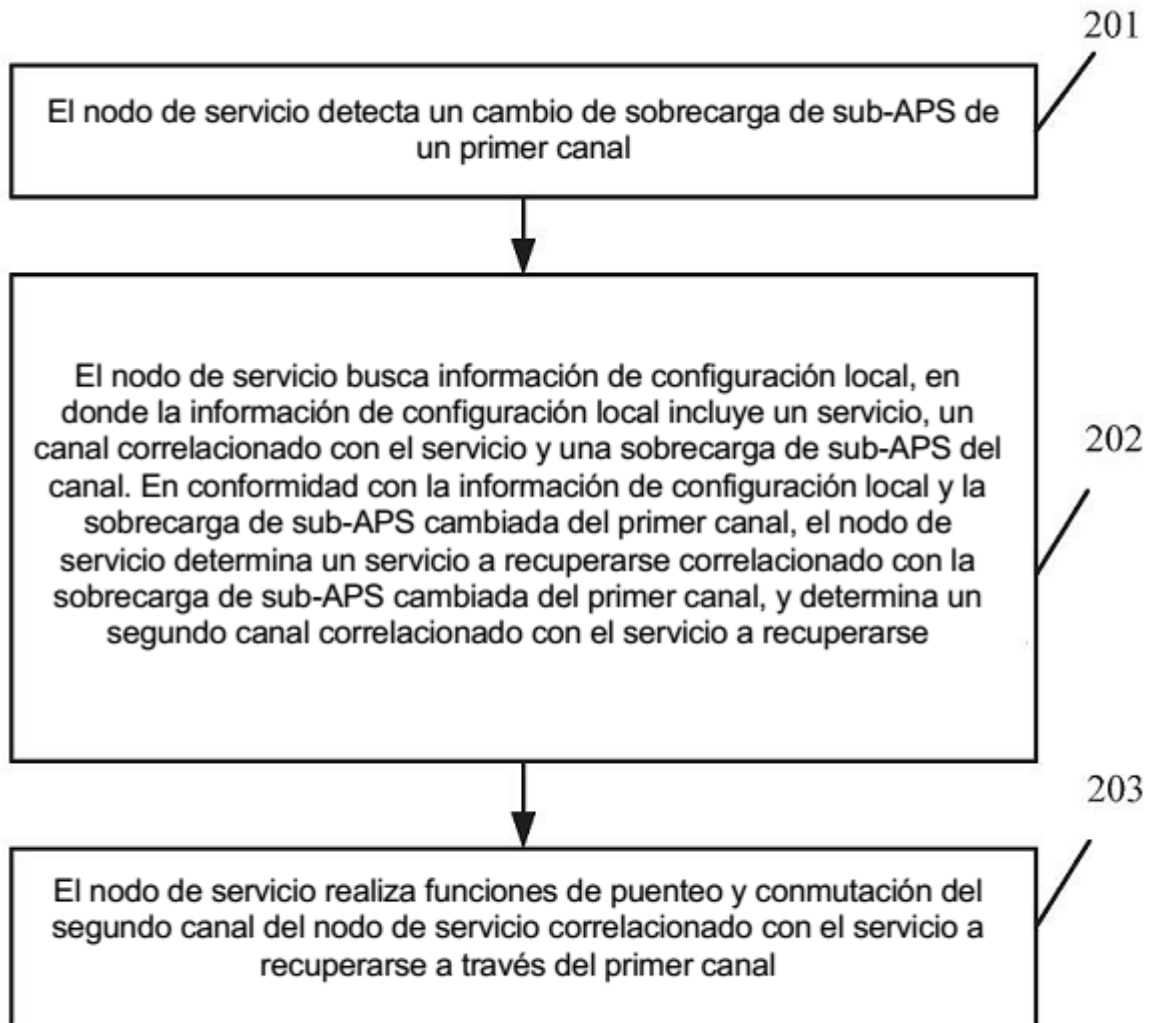 201
El nodo de servicio detecta un cambio de sobrecarga de sub-APS de
un primer canal
El nodo de servicio busca información de configuración local, en
donde la información de configuración local incluye un servicio, un
canal correlacionado con el servicio y una sobrecarga de sub-APS del
canal. En conformidad con la información de configuración local y la
sobrecarga de sub-APS cambiada del primer canal, el nodo de
servicio determina un servicio a recuperarse correlacionado con la
sobrecarga de sub-APS cambiada del primer canal, y determina un
segundo canal correlacionado con el servicio a recuperarse
202
203
El nodo de servicio realiza funciones de puenteo y conmutación del
segundo canal del nodo de servicio correlacionado con el servicio a
recuperarse a través del primer canal